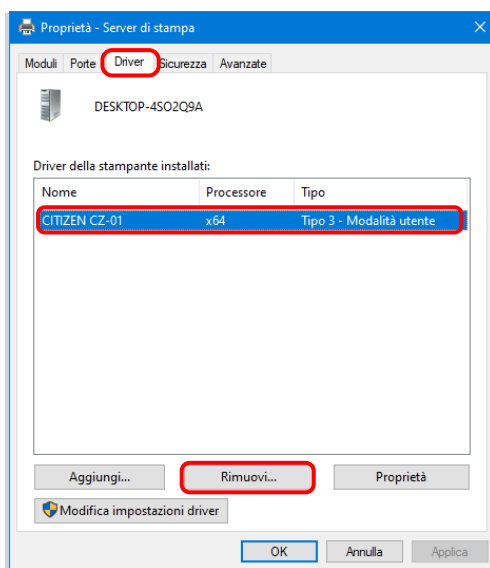 Proprietà - Server di stampa
Moduli Porte Driver Sicurezza Avanzate
DESKTOP-4SO2Q9A
Driver della stampante installati:
Nome Processore Tipo
CITIZEN CZ-01 x64 Tipo 3 - Modalità utente
Aggiungi... Rimuovi... Proprietà
Modifica impostazioni driver
OK Annulla Applica